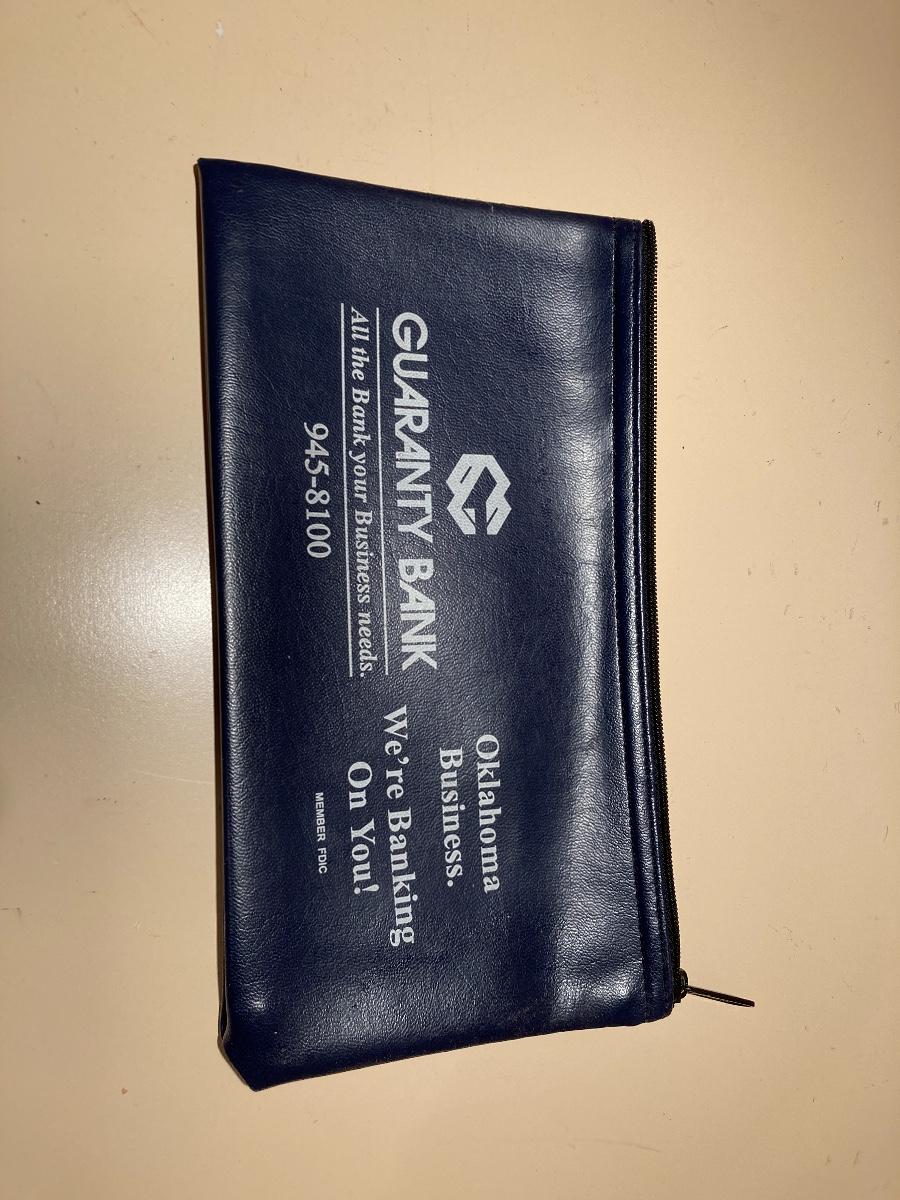 GUARANTY BANK
All the Bank your Business needs.
945-8100
Oklahoma
Business.
We're Banking
On You!
MEMBER FDIC